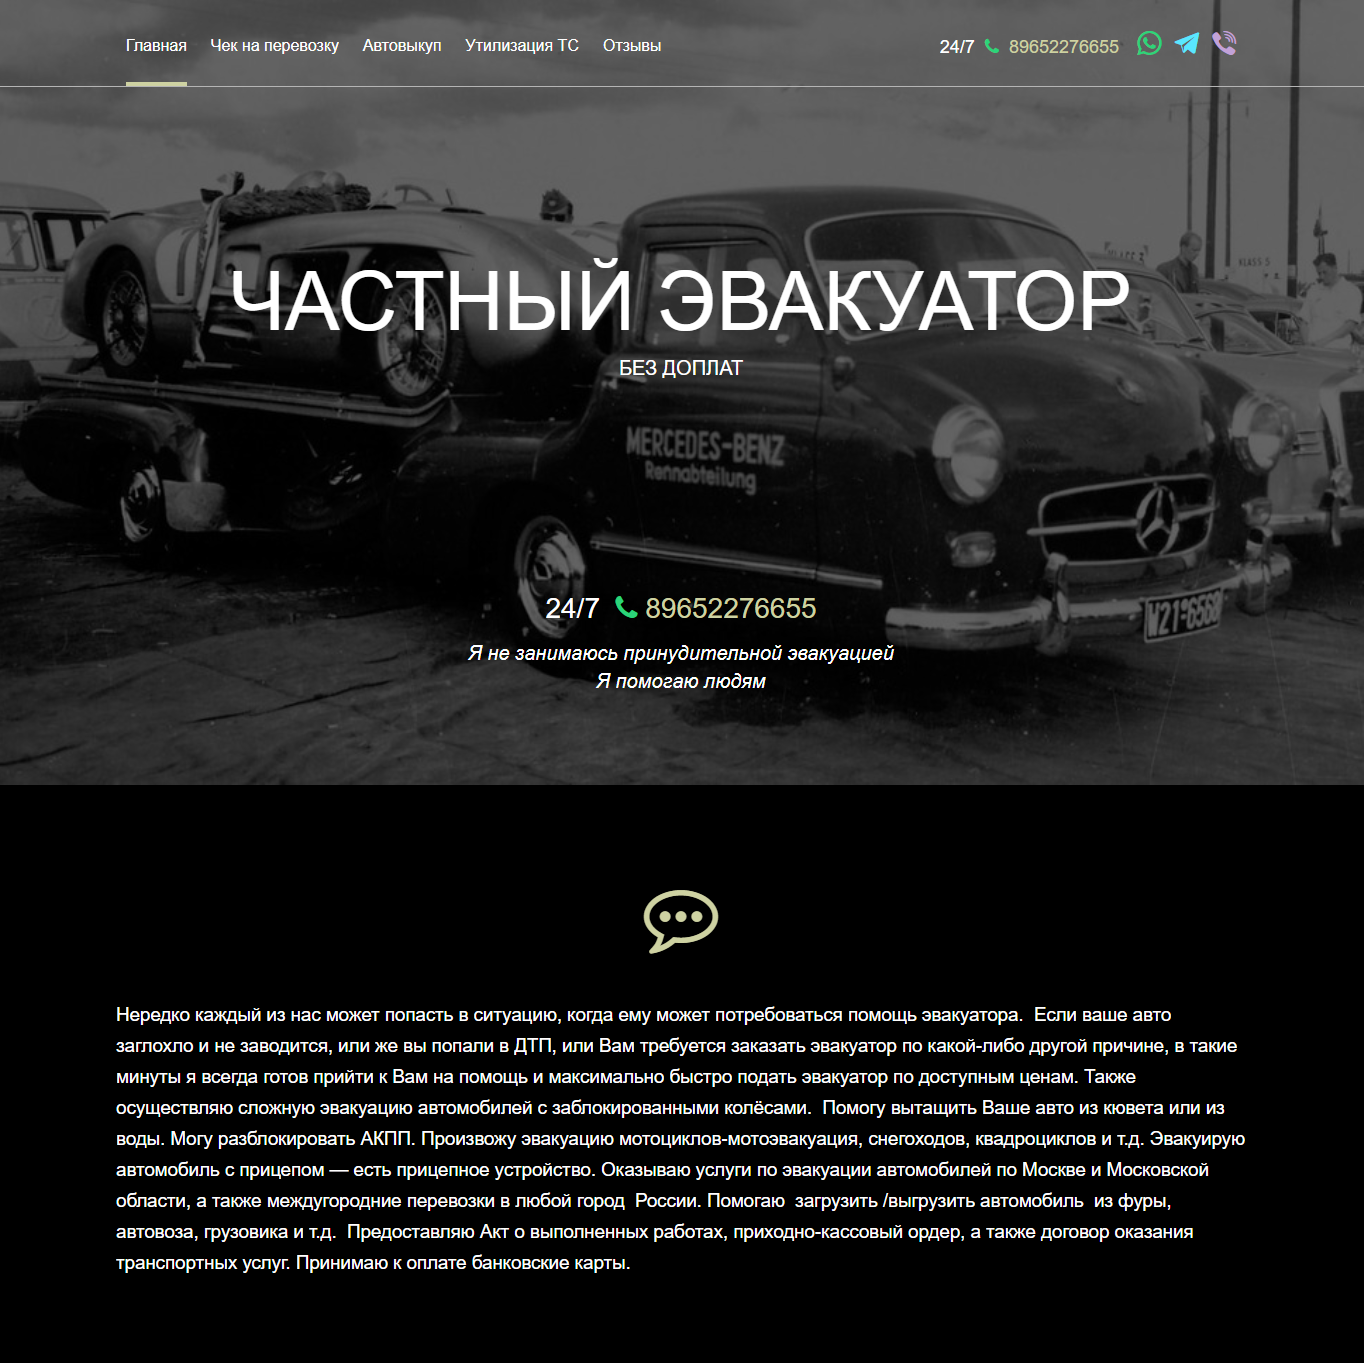 Главная Чек на перевозку Автовыкуп Утилизация ТС Отзывы 24/7 89652276655
KLASS 5
ЧАСТНЫЙ ЭВАКУАТОР
БЕЗ ДОПЛАТ
MERCEDES-BENZ
Rennabteilung
24/7 89652276655
W21-6568
Я не занимаюсь принудительной эвакуацией
Я помогаю людям
Нередко каждый из нас может попасть в ситуацию, когда ему может потребоваться помощь эвакуатора.  Если ваше авто
заглохло и не заводится, или же вы попали в ДТП, или Вам требуется заказать эвакуатор по какой-либо другой причине, в такие
минуты я всегда готов прийти к Вам на помощь и максимально быстро подать эвакуатор по доступным ценам. Также
осуществляю сложную эвакуацию автомобилей с заблокированными колёсами.  Помогу вытащить Ваше авто из кювета или из
воды. Могу разблокировать АКПП. Произвожу эвакуацию мотоциклов-мотоэвакуация, снегоходов, квадроциклов и т.д. Эвакуирую
автомобиль с прицепом — есть прицепное устройство. Оказываю услуги по эвакуации автомобилей по Москве и Московской
области, а также междугородние перевозки в любой город  России. Помогаю  загрузить /выгрузить автомобиль  из фуры,
автовоза, грузовика и т.д.  Предоставляю Акт о выполненных работах, приходно-кассовый ордер, а также договор оказания
транспортных услуг. Принимаю к оплате банковские карты.